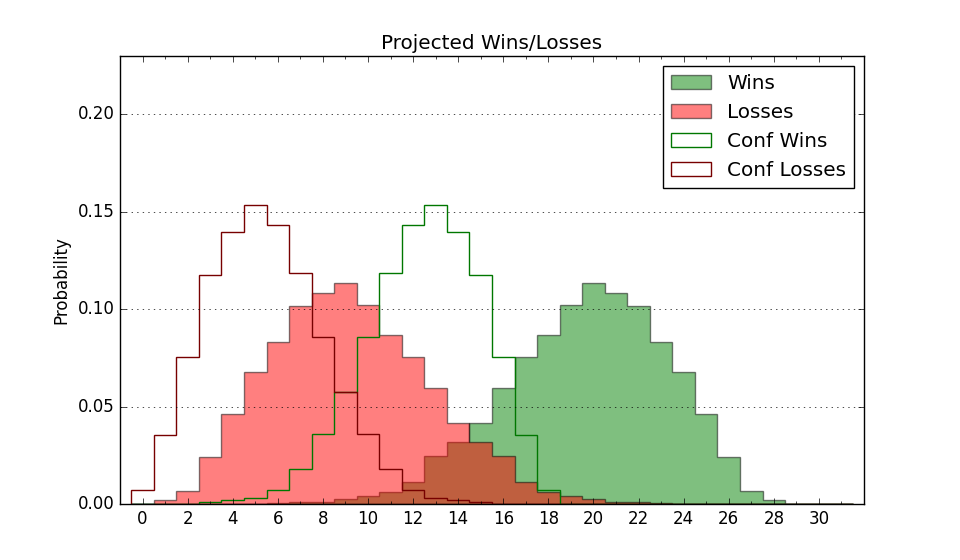 Projected Wins/Losses
Wins
Losses
Conf Wins
Conf Losses
Probability
0.20
0.15
0.10
0.05
0.00
0 2 4 6 8 10 12 14 16 18 20 22 24 26 28 30